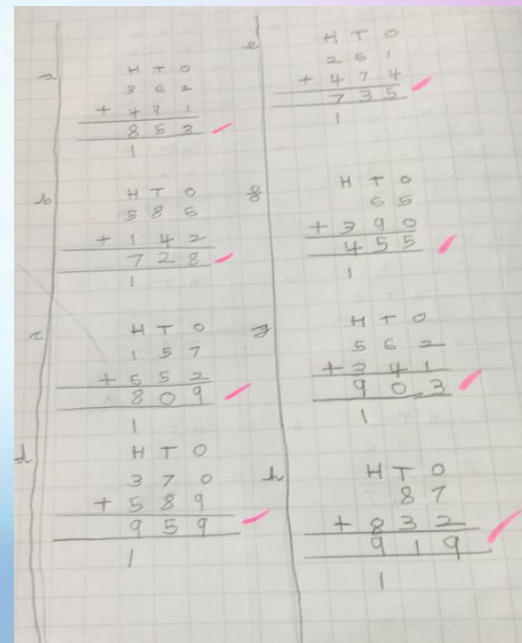 a
H T O
3 6 2
+ 4 9 1
8 5 3
1
b
H T O
5 8 6
+ 1 4 2
7 2 8
1
c
H T O
1 5 7
+ 6 5 2
8 0 9
1
d
H T O
3 7 0
+ 5 8 9
9 5 9
1
e
H T O
2 6 1
+ 4 7 4
7 3 5
1
f
H T O
6 5
+ 3 9 0
4 5 5
1
g
H T O
5 6 2
+ 3 4 1
9 0 3
1
h
H T O
8 7
+ 8 3 2
9 1 9
1